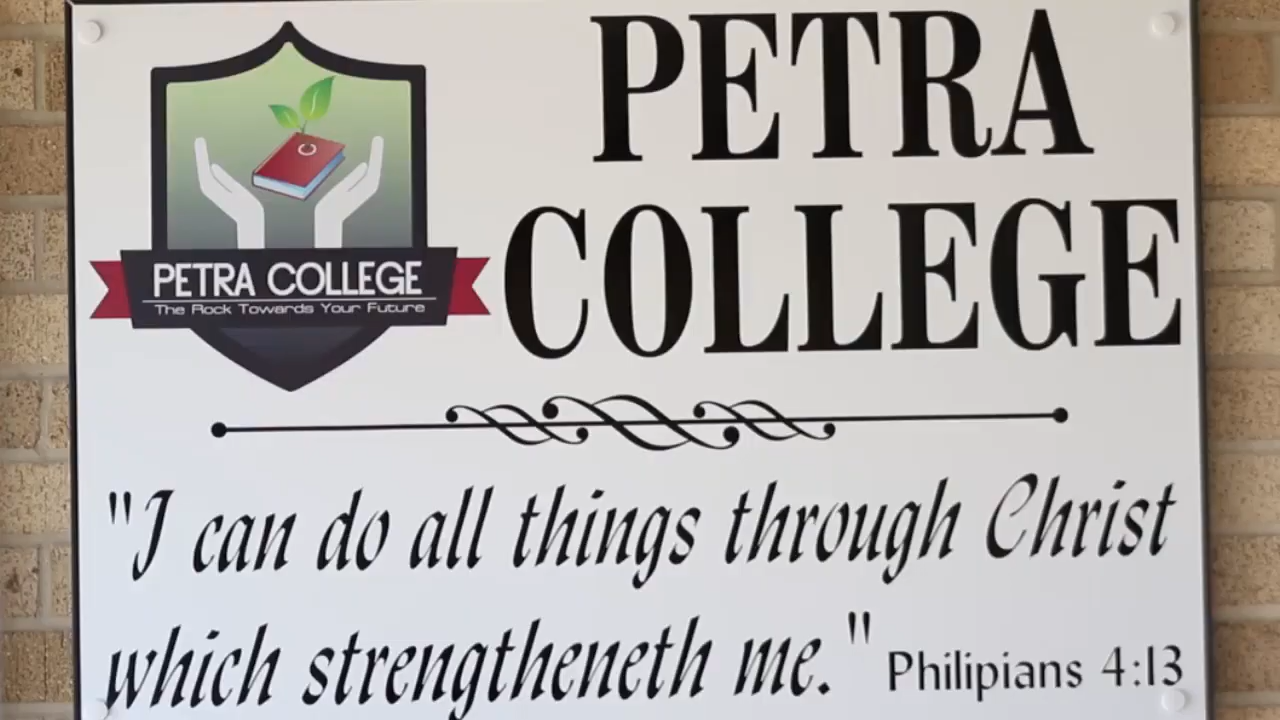 PETRA
COLLEGE
PETRA COLLEGE
The Rock Towards Your Future
"I can do all things through Christ
which strengtheneth me." Philipians 4:13